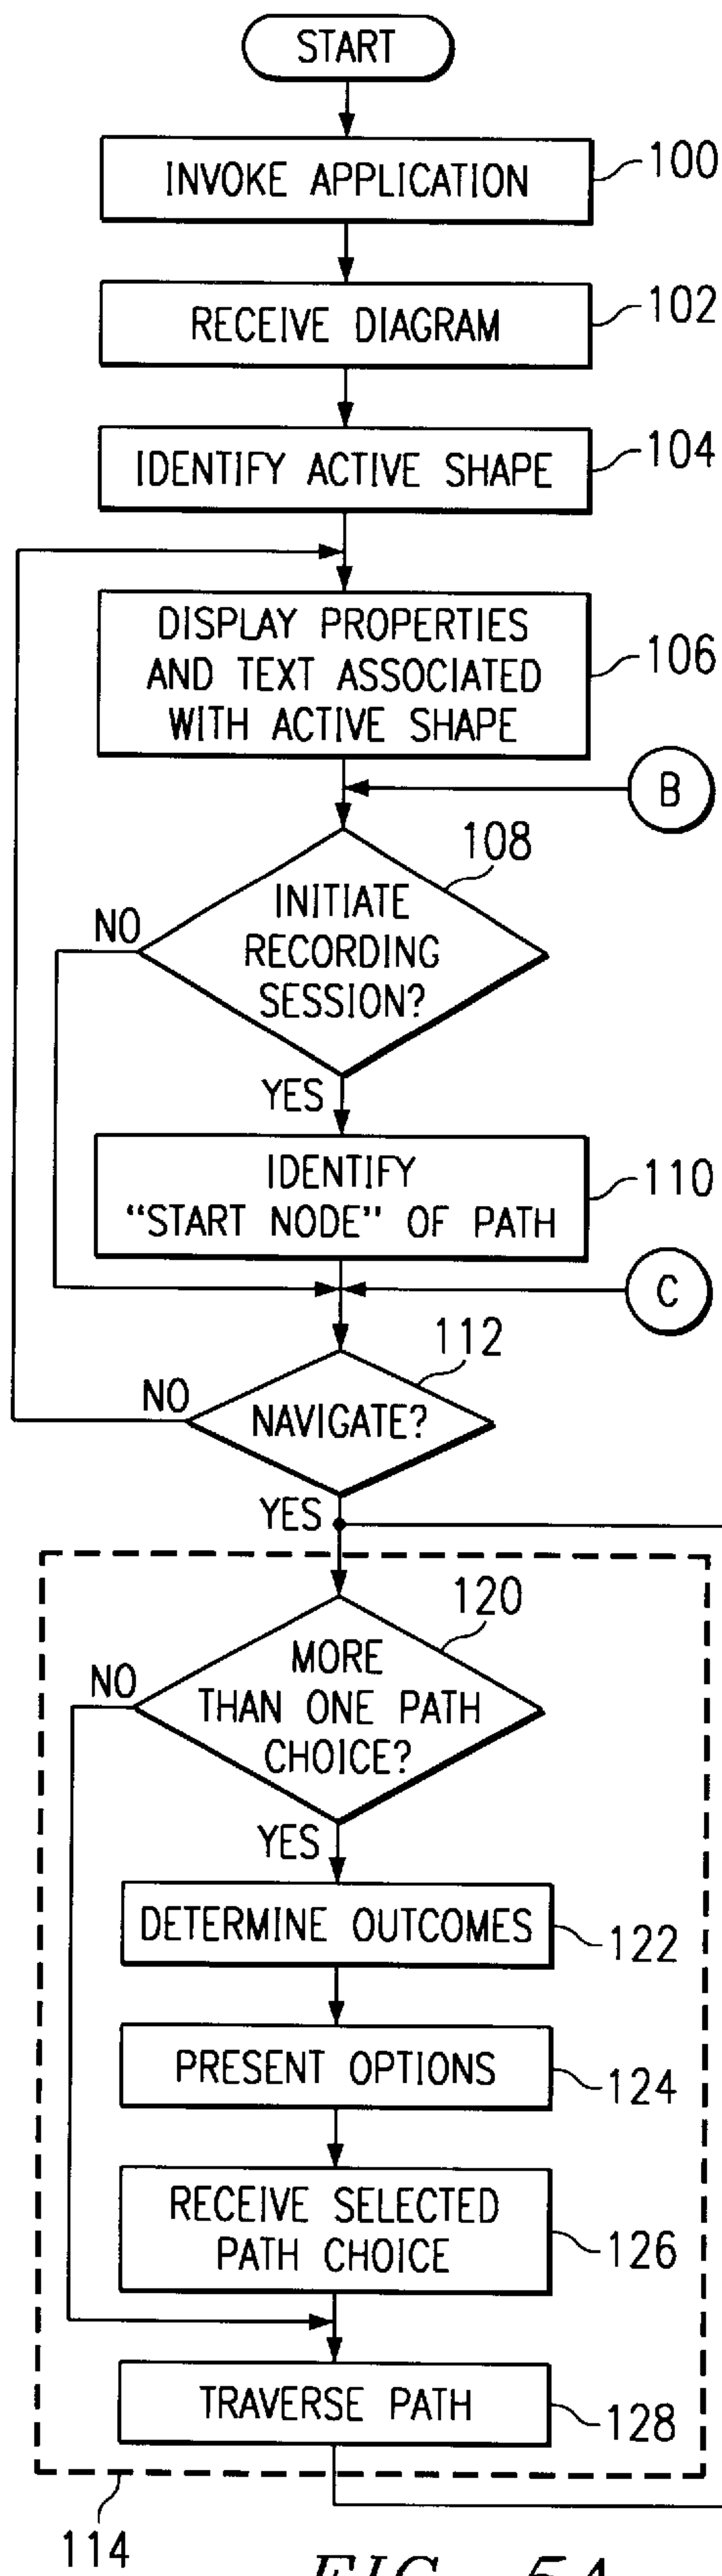 START
INVOKE APPLICATION
100
RECEIVE DIAGRAM
102
IDENTIFY ACTIVE SHAPE
104
DISPLAY PROPERTIES
AND TEXT ASSOCIATED
WITH ACTIVE SHAPE
106
B
108
INITIATE
RECORDING
SESSION?
NO
YES
IDENTIFY
“START NODE” OF PATH
110
C
112
NAVIGATE?
NO
YES
120
MORE
THAN ONE PATH
CHOICE?
NO
YES
DETERMINE OUTCOMES
122
PRESENT OPTIONS
124
RECEIVE SELECTED
PATH CHOICE
126
TRAVERSE PATH
128
114
FIG. 5A